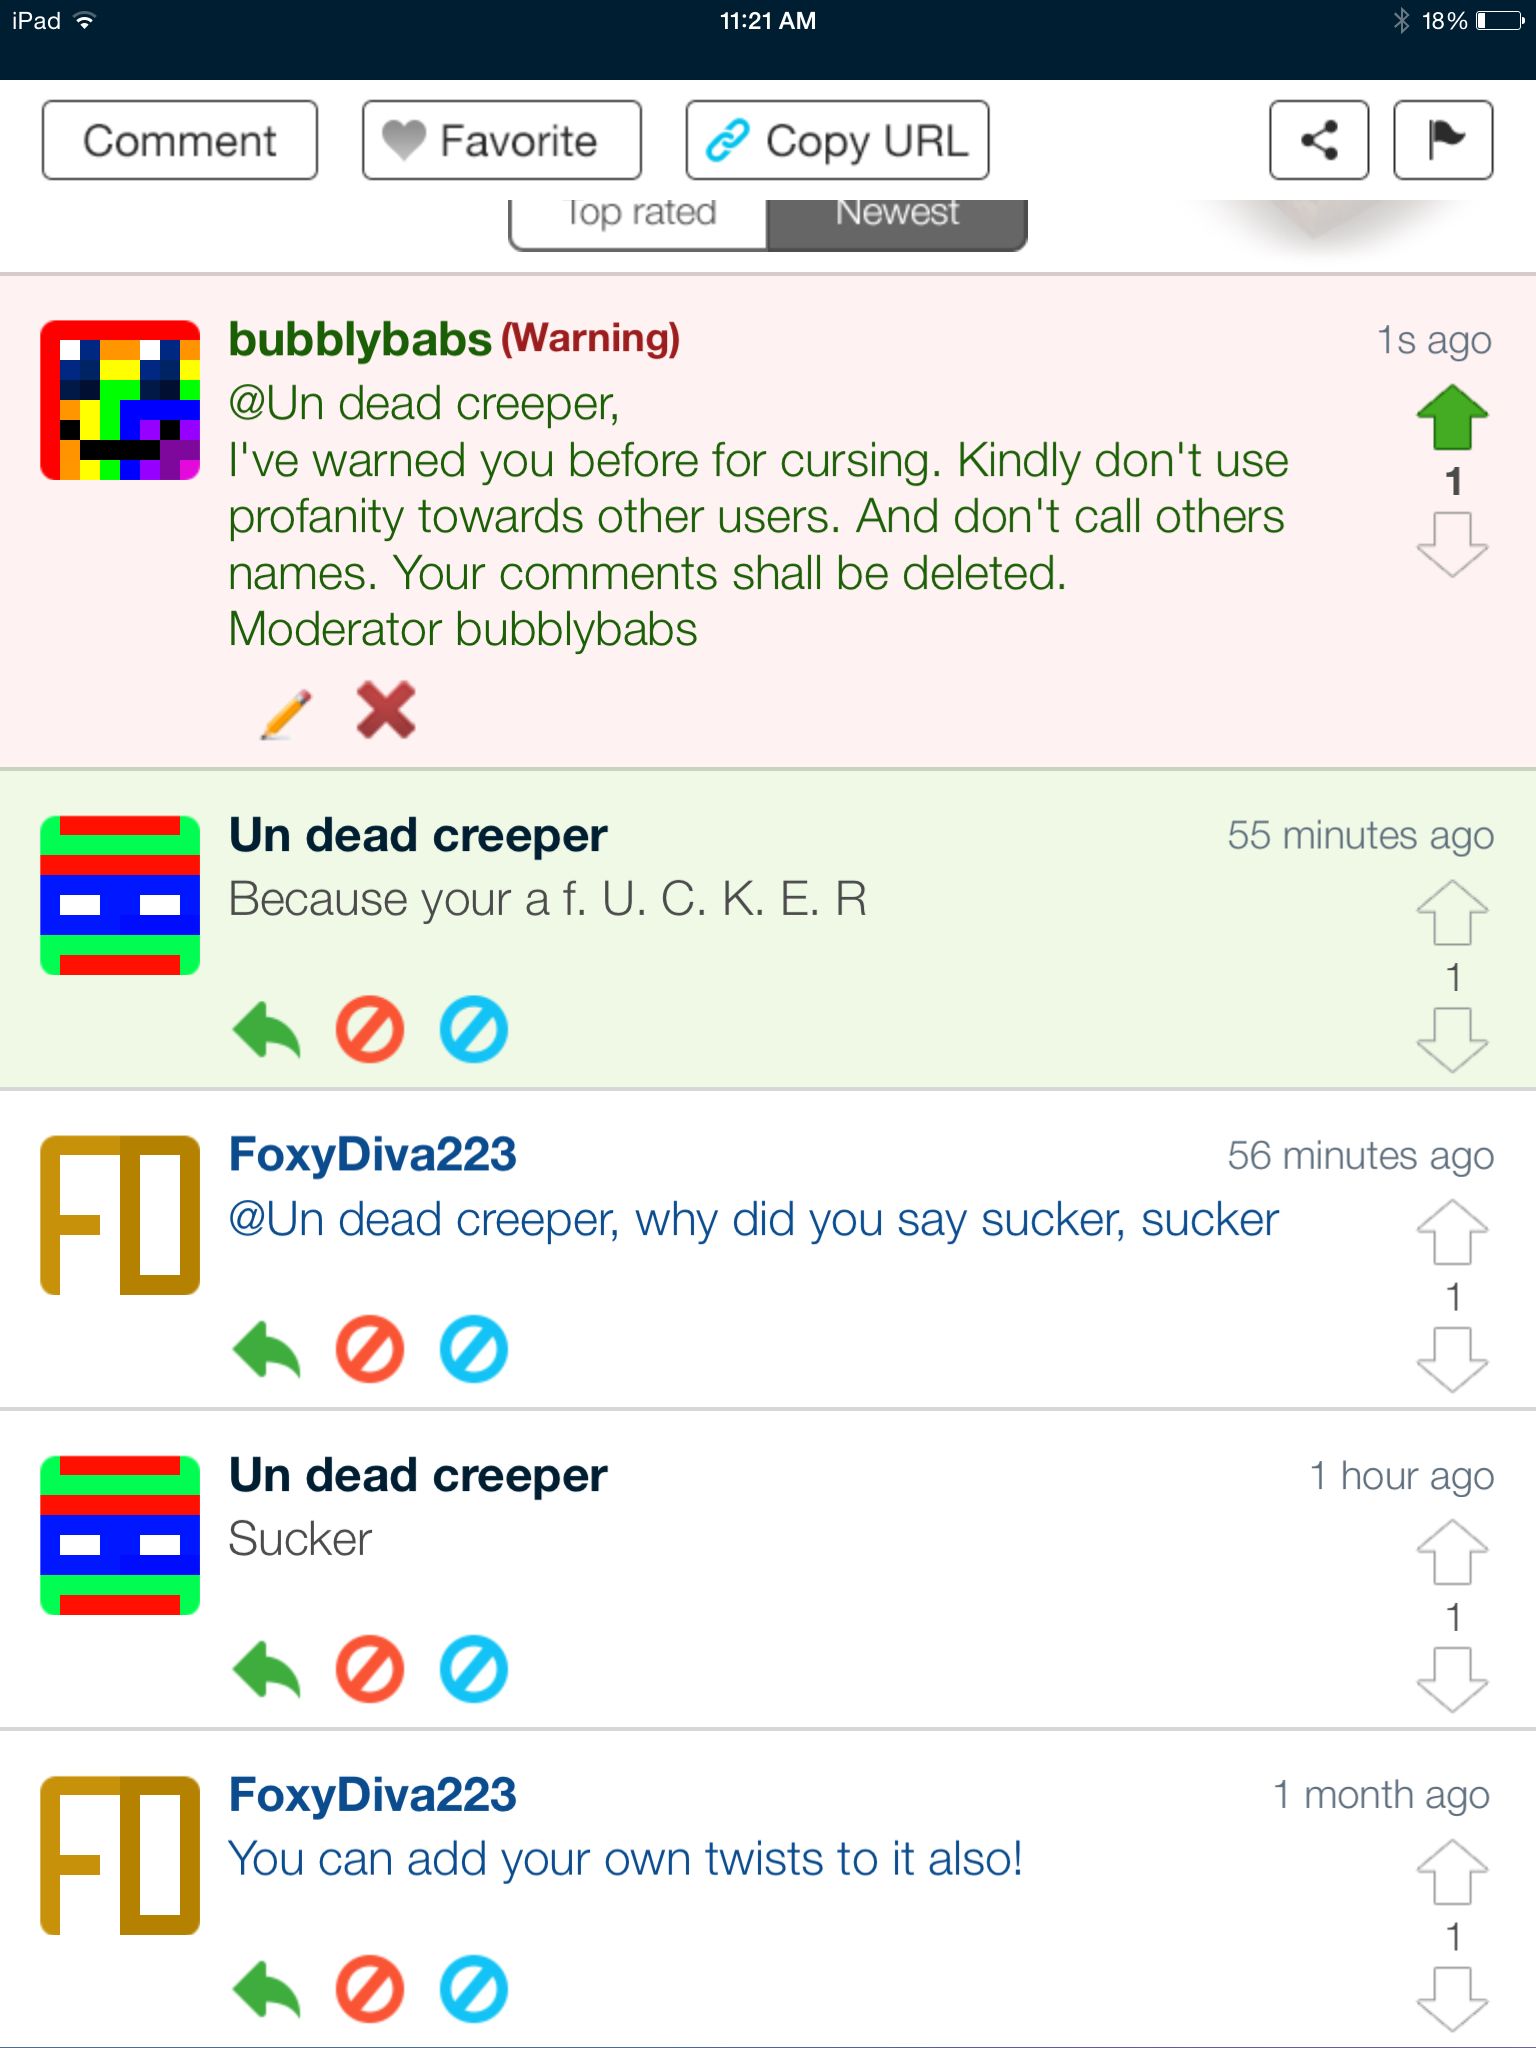 iPad 11:21 AM 18%
Comment Favorite Copy URL
Top rated Newest
bubblybabs (Warning) 1s ago
@Un dead creeper,
I've warned you before for cursing. Kindly don't use
profanity towards other users. And don't call others
names. Your comments shall be deleted.
Moderator bubblybabs
1
Un dead creeper 55 minutes ago
Because your a f. U. C. K. E. R
1
FoxyDiva223 56 minutes ago
@Un dead creeper, why did you say sucker, sucker
1
Un dead creeper 1 hour ago
Sucker
1
FoxyDiva223 1 month ago
You can add your own twists to it also!
1